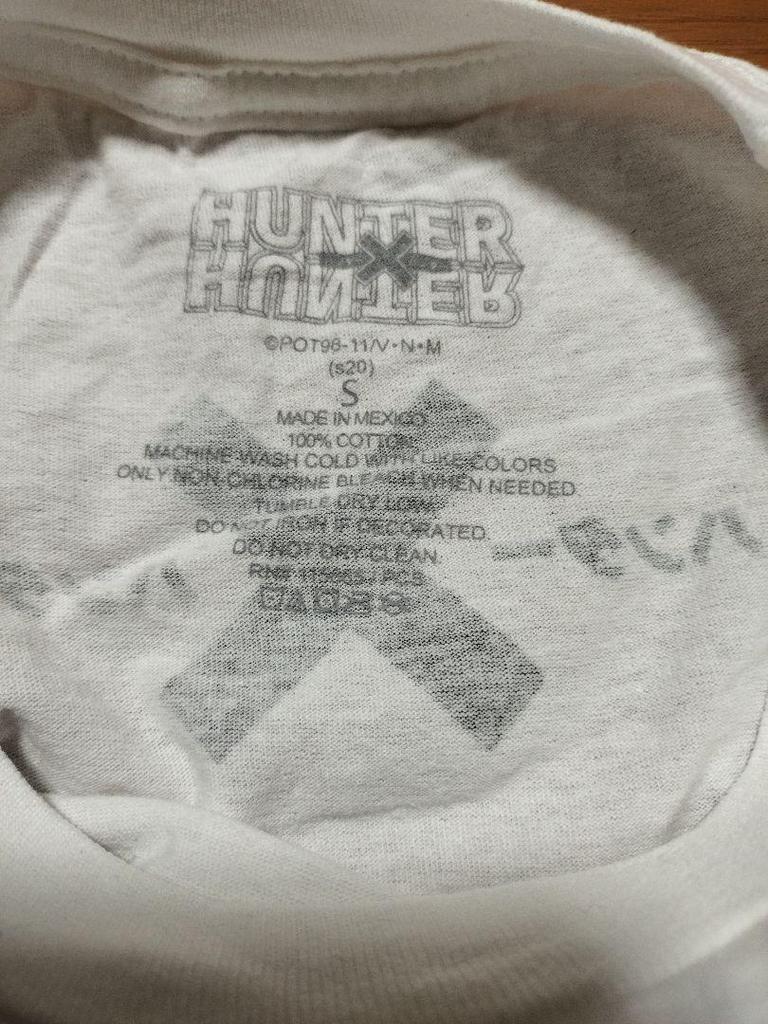 HUNTER
X
HUNTER
©POT98-11/V•N•M
(s20)
S
MADE IN MEXICO
100% COTTON
MACHINE WASH COLD WITH LIKE COLORS
ONLY NON-CHLORINE BLEACH WHEN NEEDED
TUMBLE DRY LOW.
DO NOT IRON IF DECORATED.
DO NOT DRY CLEAN.
RN#